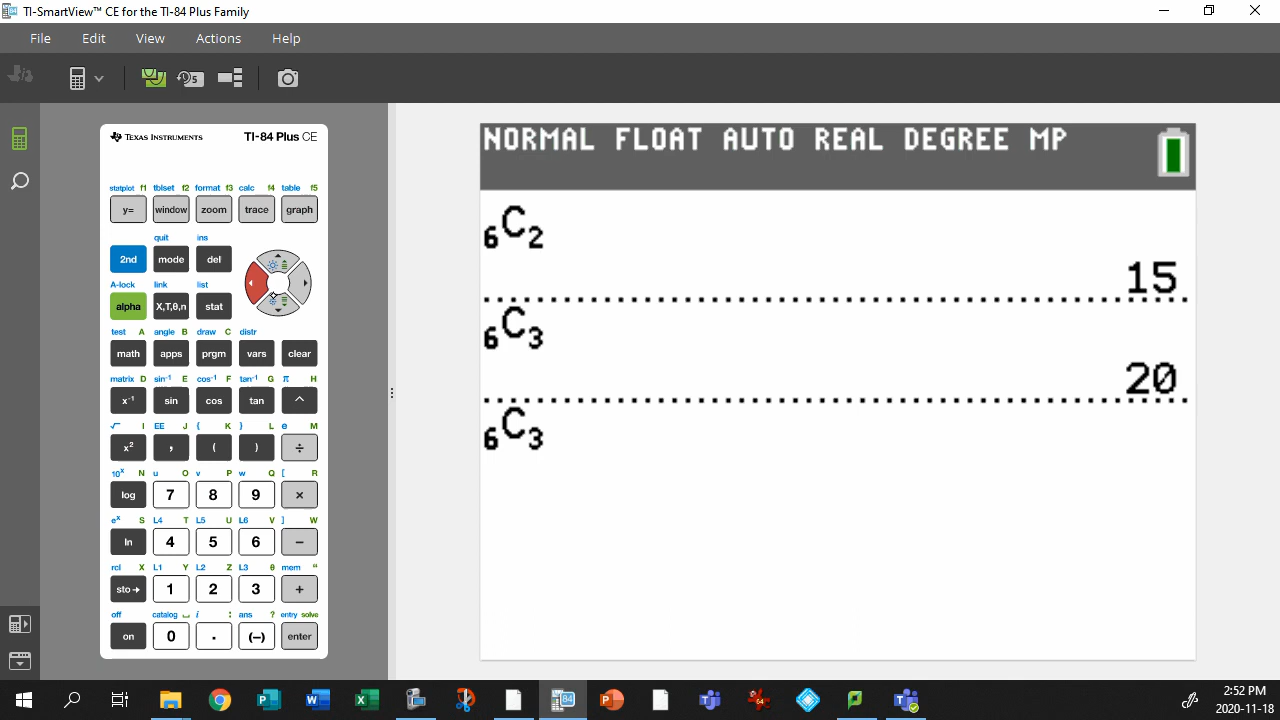 TI-SmartView™ CE for the TI-84 Plus Family
File Edit View Actions Help
TEXAS INSTRUMENTS TI-84 Plus CE
statplot f1 tblset f2 format f3 calc f4 table f5
y= window zoom trace graph
quit ins
2nd mode del
A-lock link list
alpha X,T,θ,n stat
test A angle B draw C distr
math apps prgm vars clear
matrix D sin⁻¹ E cos⁻¹ F tan⁻¹ G π H
x⁻¹ sin cos tan ^
√ I EE J { K } L e M
x² , ( ) ÷
10ˣ N u O v P w Q [ R
log 7 8 9 ×
eˣ S L4 T L5 U L6 V ] W
ln 4 5 6 −
rcl X L1 Y L2 Z L3 θ mem “
sto→ 1 2 3 +
off catalog ⎵ i : ans ? entry solve
on 0 . (–) enter
NORMAL FLOAT AUTO REAL DEGREE MP
₆C₂
15
₆C₃
20
₆C₃
2:52 PM
2020-11-18